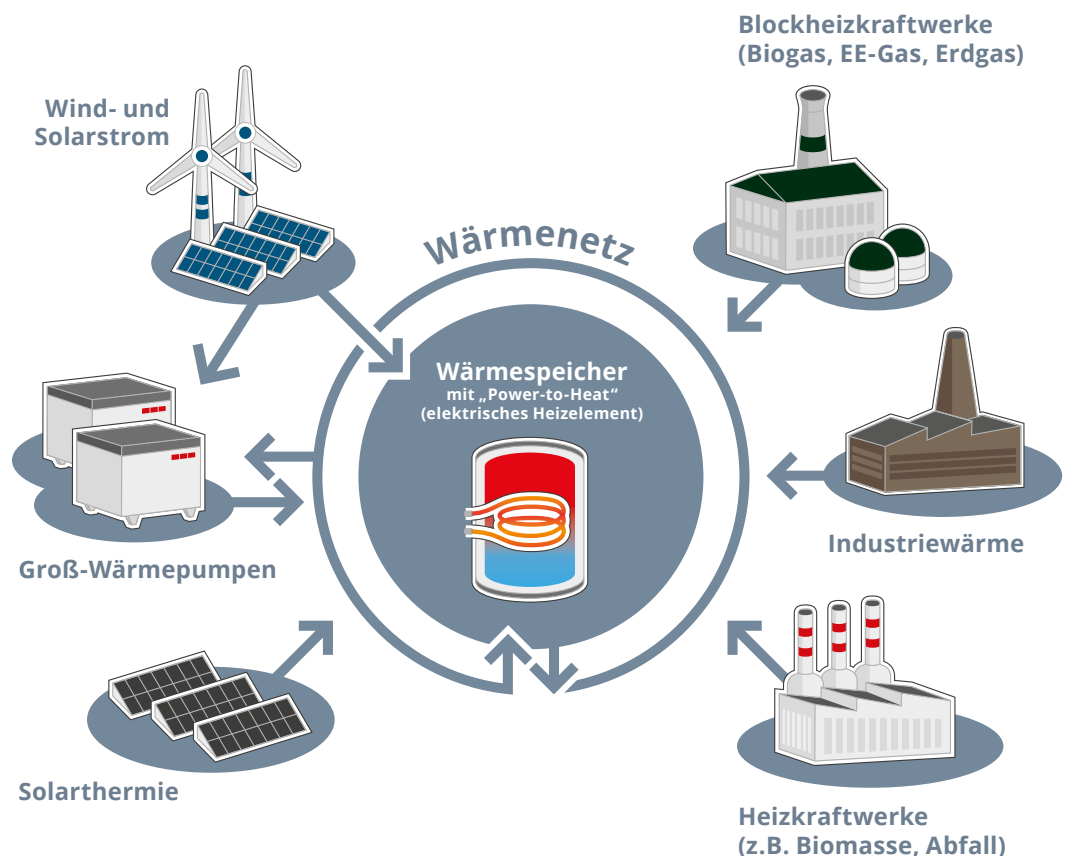 Blockheizkraftwerke
(Biogas, EE-Gas, Erdgas)
Wind- und
Solarstrom
Wärmenetz
Wärmespeicher
mit „Power-to-Heat“
(elektrisches Heizelement)
Industriewärme
Groß-Wärmepumpen
Solarthermie
Heizkraftwerke
(z.B. Biomasse, Abfall)